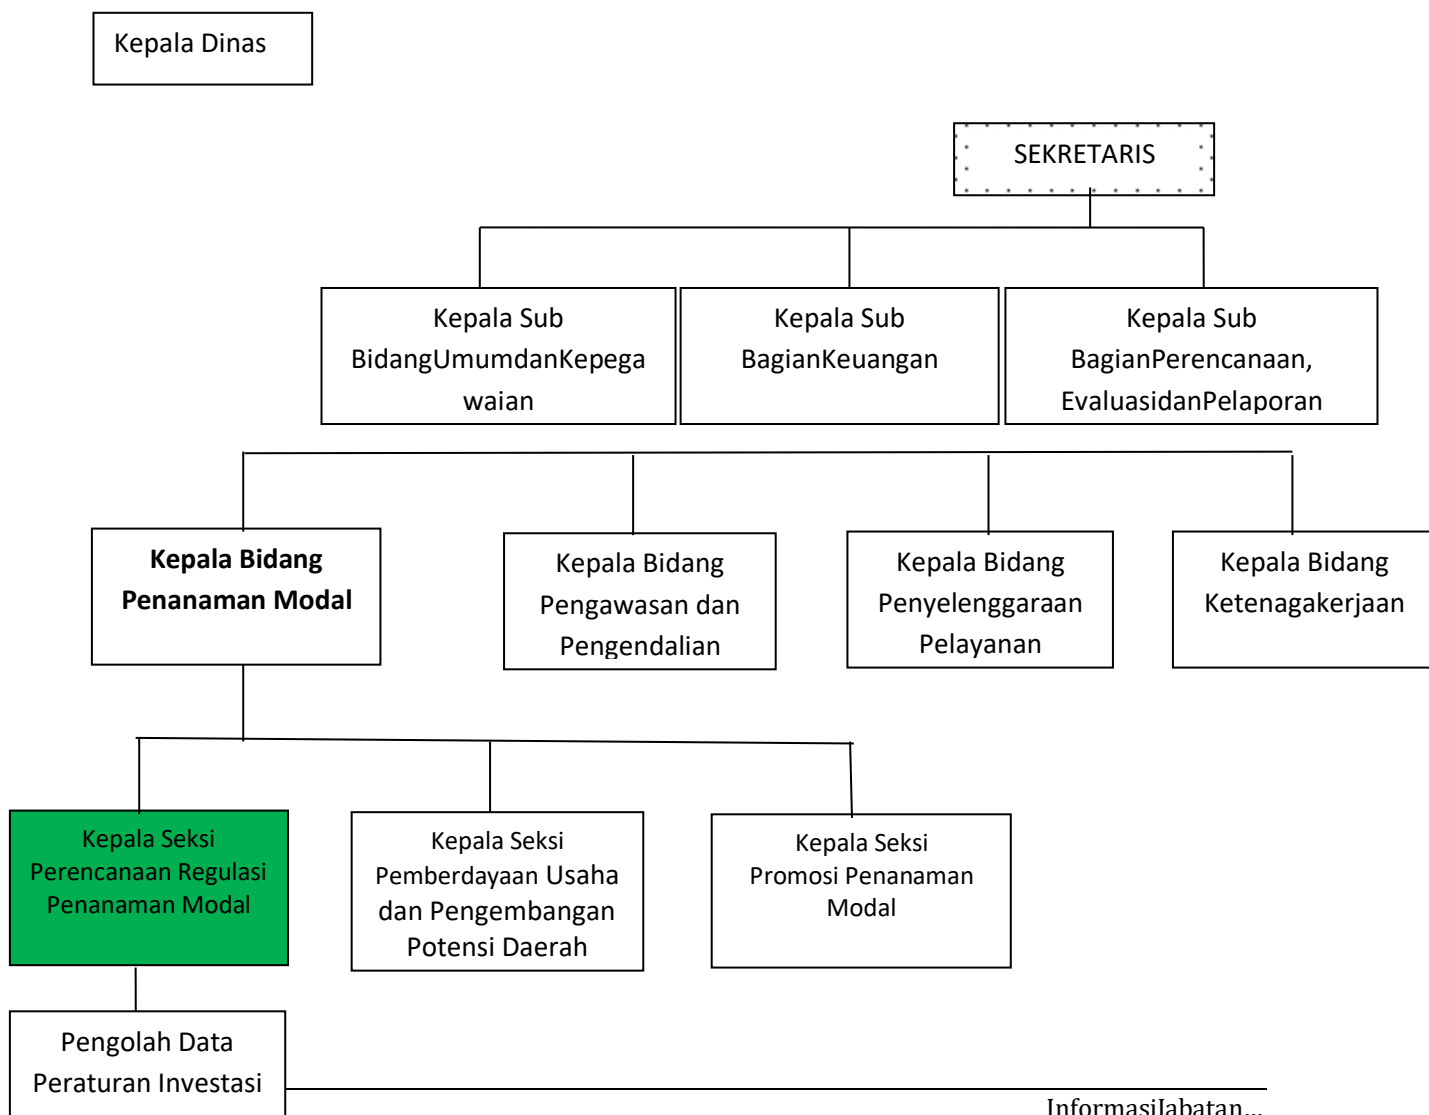 Kepala Dinas
SEKRETARIS
Kepala Sub
BidangUmumdanKepega
waian
Kepala Sub
BagianKeuangan
Kepala Sub
BagianPerencanaan,
EvaluasidanPelaporan
Kepala Bidang
Penanaman Modal
Kepala Bidang
Pengawasan dan
Pengendalian
Kepala Bidang
Penyelenggaraan
Pelayanan
Kepala Bidang
Ketenagakerjaan
Kepala Seksi
Perencanaan Regulasi
Penanaman Modal
Kepala Seksi
Pemberdayaan Usaha
dan Pengembangan
Potensi Daerah
Kepala Seksi
Promosi Penanaman
Modal
Pengolah Data
Peraturan Investasi
InformasiJabatan...